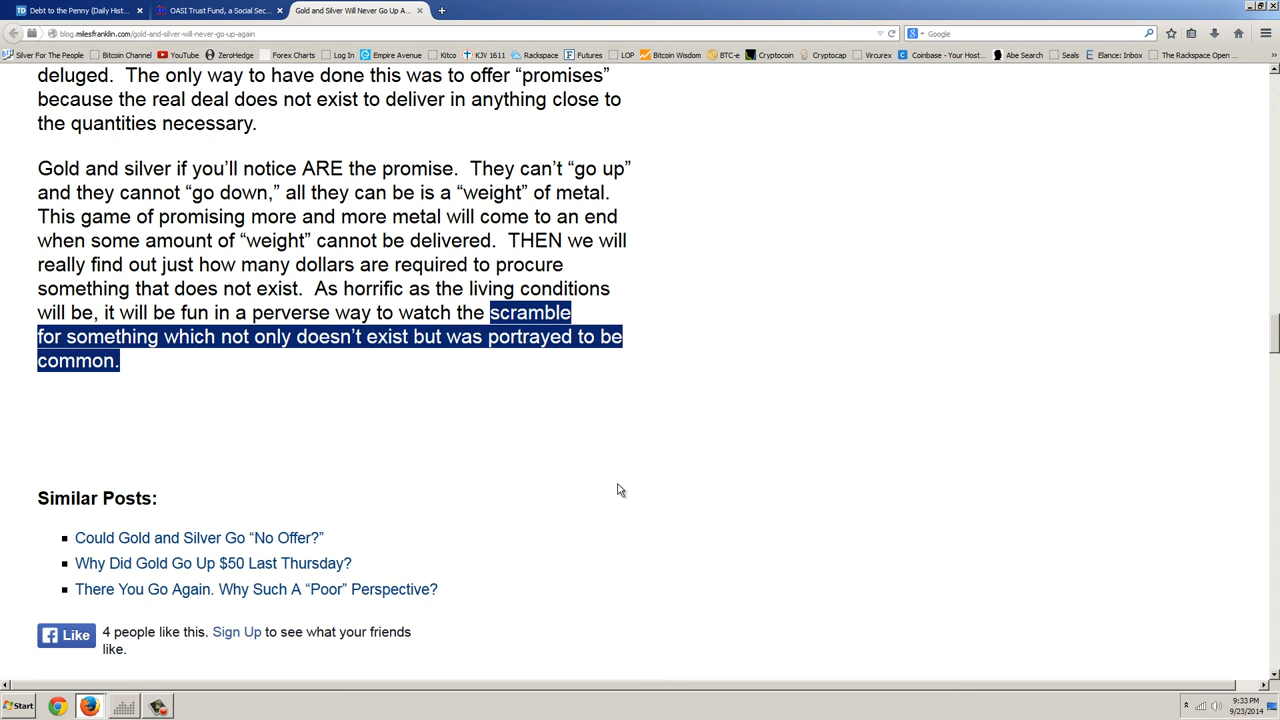 Debt to the Penny (Daily Hist...
OASI Trust Fund, a Social Sec...
Gold and Silver Will Never Go Up A...
blog.milesfranklin.com/gold-and-silver-will-never-go-up-again
Google
Silver For The People Bitcoin Channel YouTube ZeroHedge Forex Charts Log In Empire Avenue Kitco KJV 1611 Rackspace Futures LOP Bitcoin Wisdom BTC-e Cryptocoin Cryptocap Vircurex Coinbase - Your Host... Abe Search Seals Elance: Inbox The Rackspace Open ...
deluged. The only way to have done this was to offer “promises”
because the real deal does not exist to deliver in anything close to
the quantities necessary.
Gold and silver if you’ll notice ARE the promise. They can’t “go up”
and they cannot “go down,” all they can be is a “weight” of metal.
This game of promising more and more metal will come to an end
when some amount of “weight” cannot be delivered. THEN we will
really find out just how many dollars are required to procure
something that does not exist. As horrific as the living conditions
will be, it will be fun in a perverse way to watch the scramble
for something which not only doesn’t exist but was portrayed to be
common.
Similar Posts:
Could Gold and Silver Go “No Offer?”
Why Did Gold Go Up $50 Last Thursday?
There You Go Again. Why Such A “Poor” Perspective?
Like 4 people like this. Sign Up to see what your friends
like.
Start
9:33 PM
9/23/2014